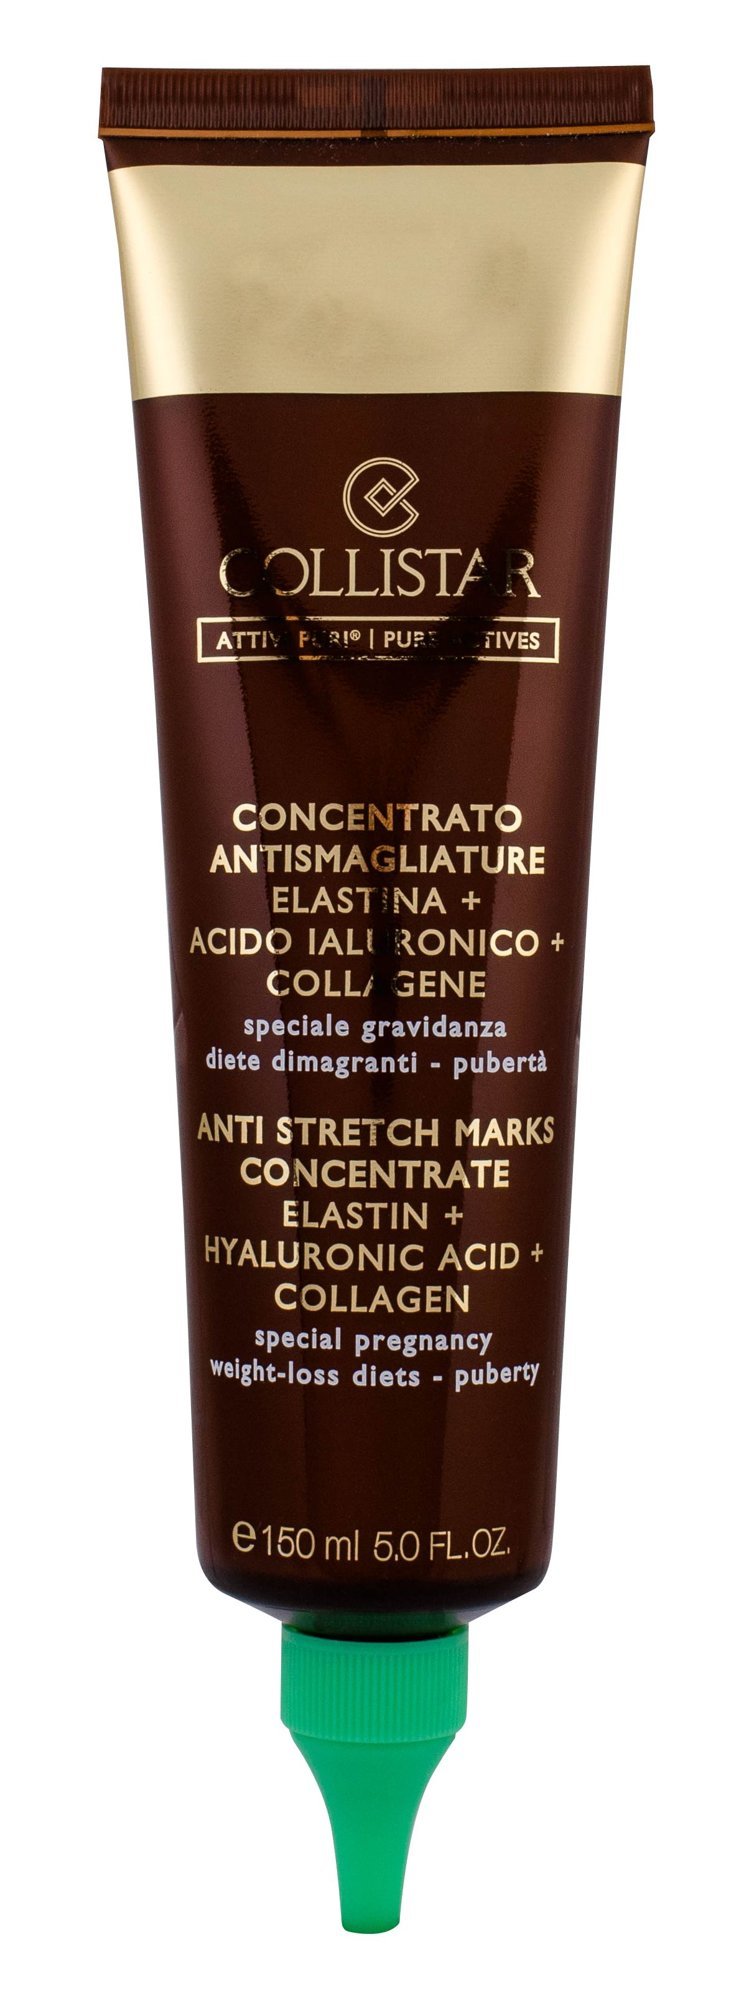 COLLISTAR
ATTIVI PURI® | PURE ACTIVES
CONCENTRATO
ANTISMAGLIATURE
ELASTINA +
ACIDO IALURONICO +
COLLAGENE
speciale gravidanza
diete dimagranti - pubertà
ANTI STRETCH MARKS
CONCENTRATE
ELASTIN +
HYALURONIC ACID +
COLLAGEN
special pregnancy
weight-loss diets - puberty
℮150 ml 5.0 FL.OZ.